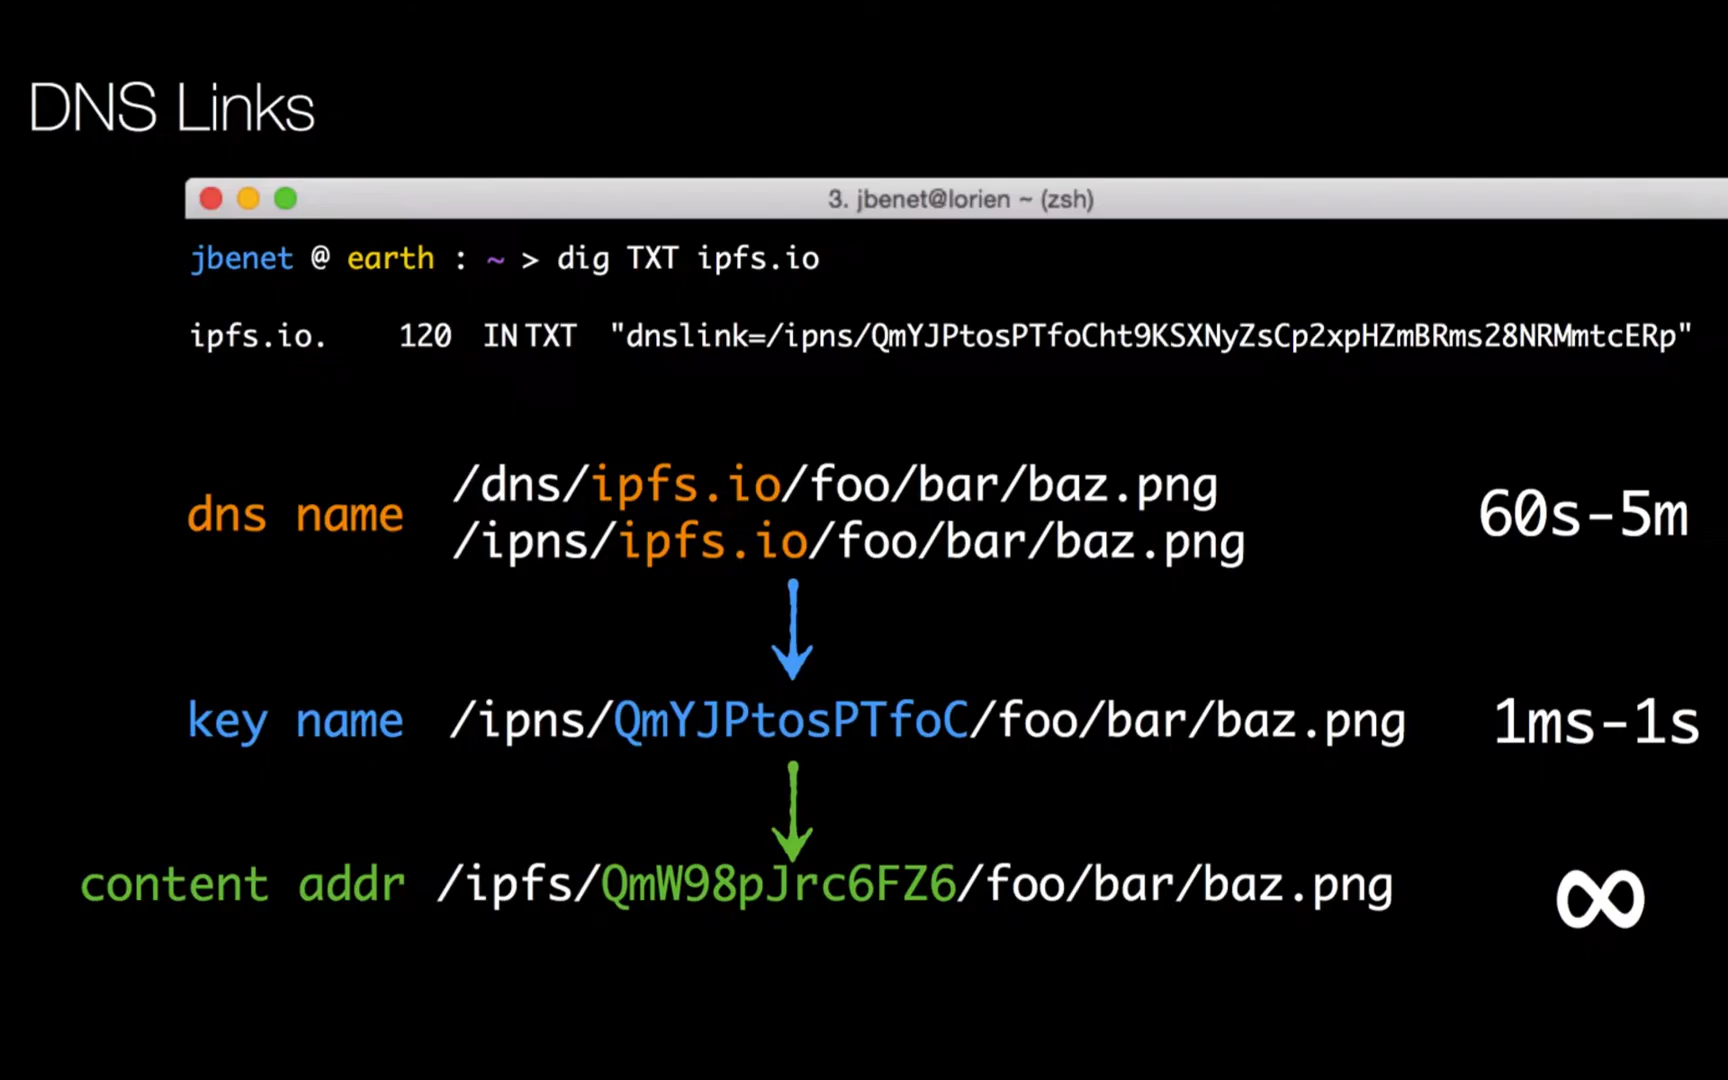 DNS Links
3. jbenet@lorien ~ (zsh)
jbenet @ earth : ~ > dig TXT ipfs.io
ipfs.io. 120 IN TXT "dnslink=/ipns/QmYJPtosPTfoCht9KSXNyZsCp2xpHZmBRms28NRMmtcERp"
dns name /dns/ipfs.io/foo/bar/baz.png
/ipns/ipfs.io/foo/bar/baz.png 60s-5m
key name /ipns/QmYJPtosPTfoC/foo/bar/baz.png 1ms-1s
content addr /ipfs/QmW98pJrc6FZ6/foo/bar/baz.png ∞